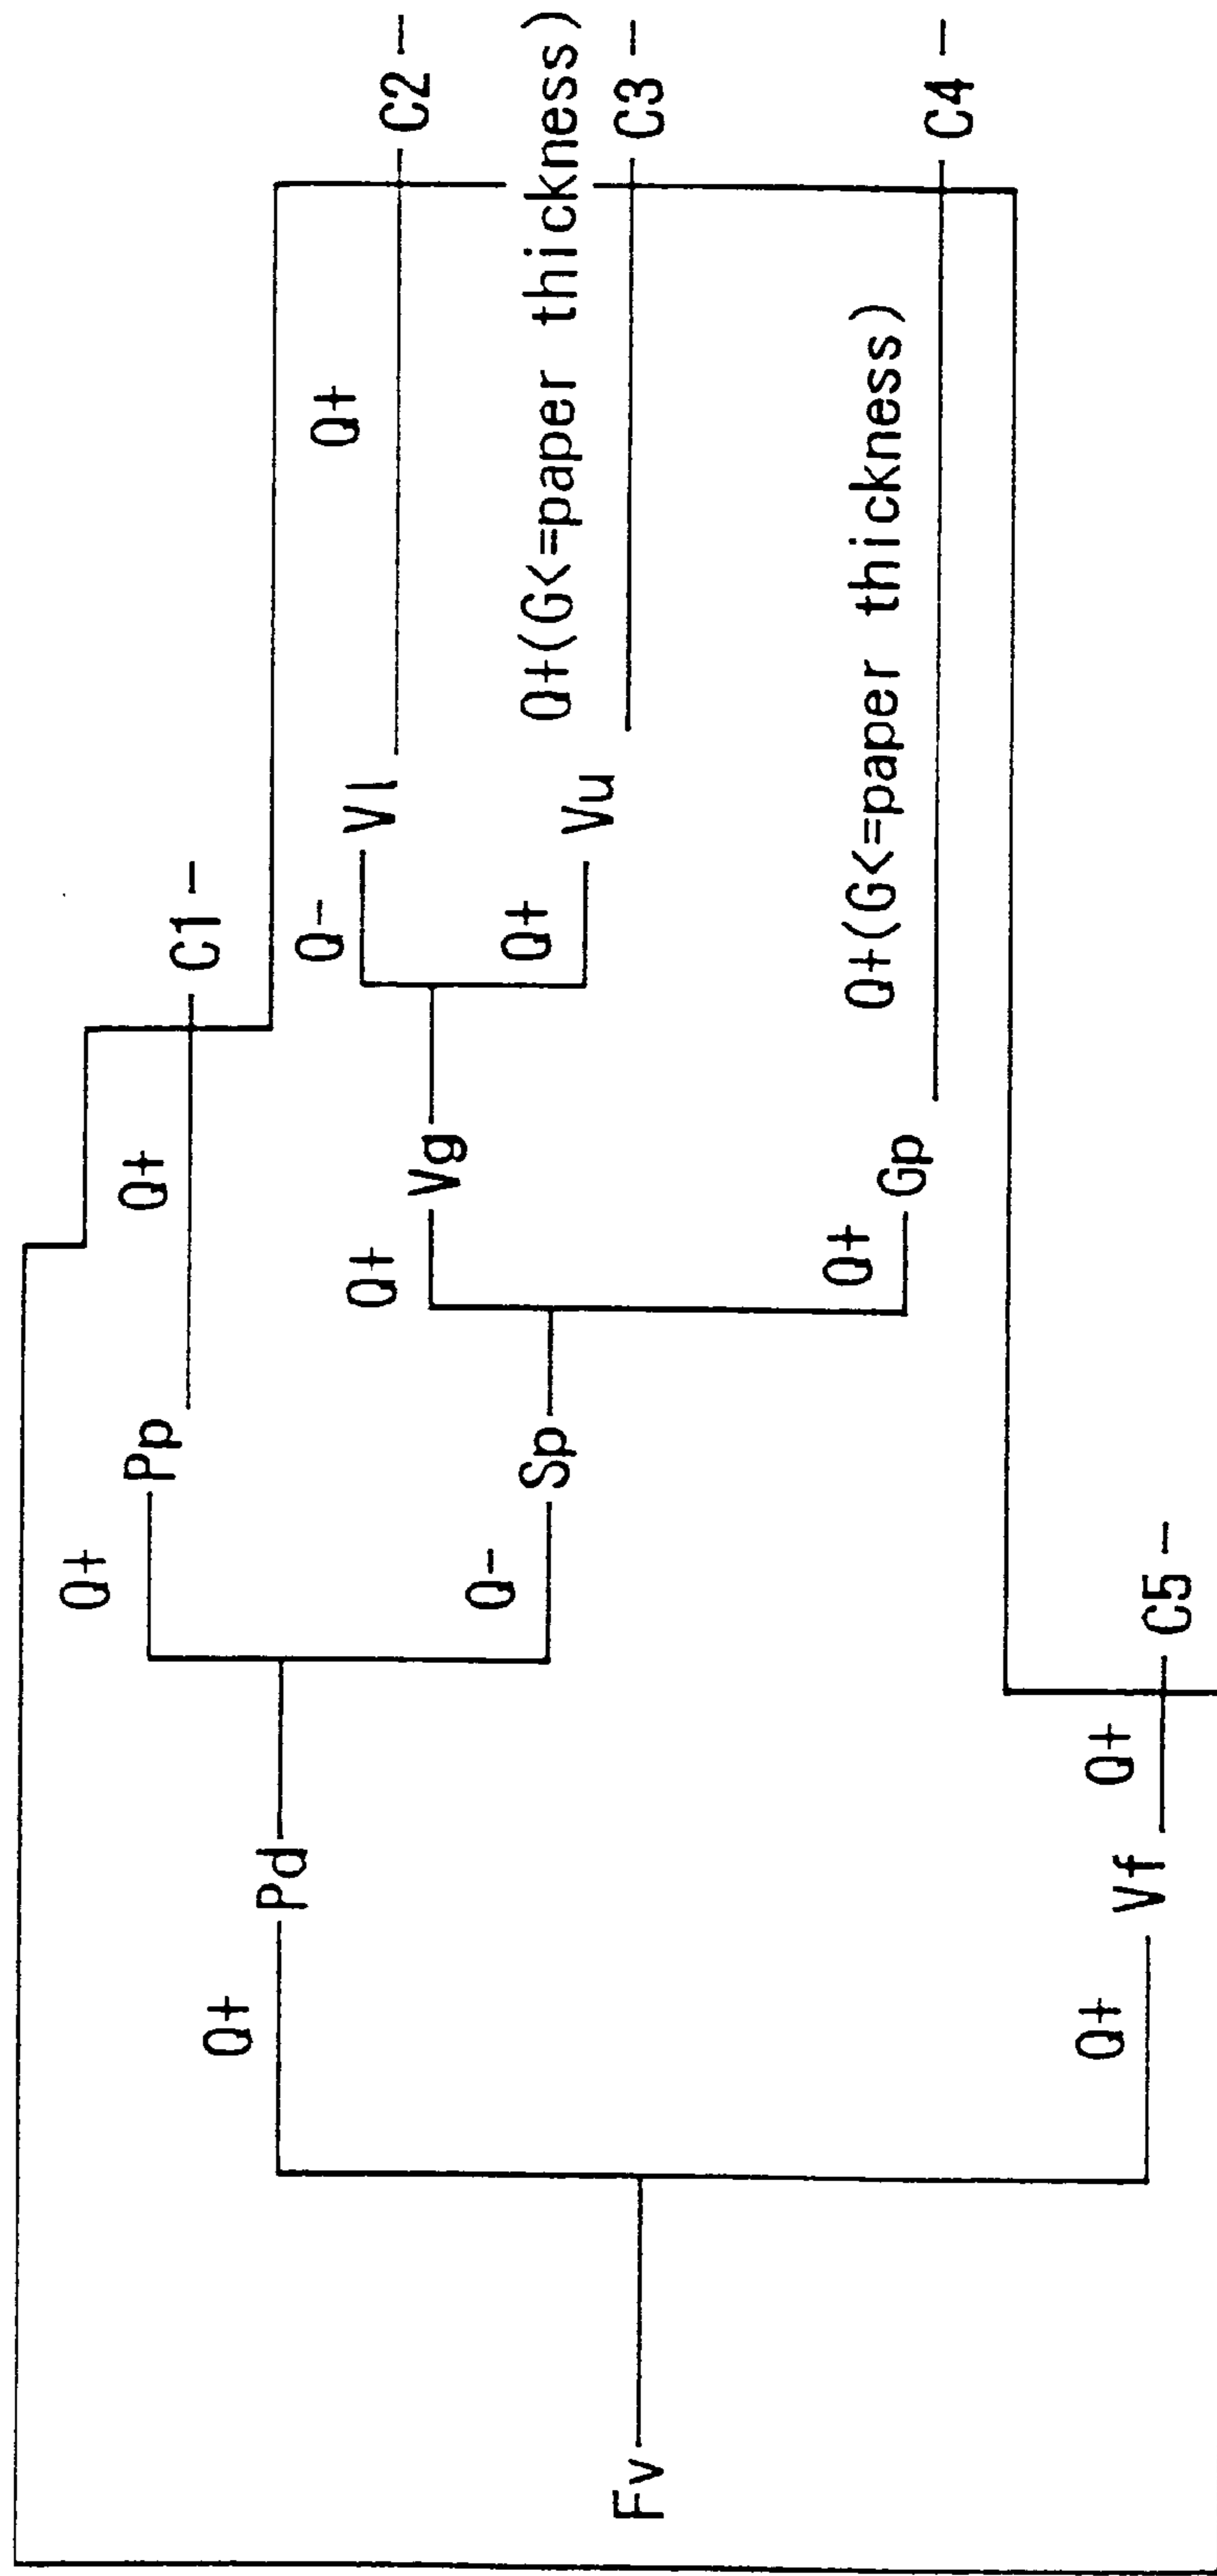 Q+
Q+
Pp
C1 -
Q+
Pd
Q-
Q+
Vl
Q+
C2 -
Vg
Q-
Q+
Q+(G<=paper thickness)
Sp
Vu
Fv
C3 -
Q+
Q+(G<=paper thickness)
Gp
C4 -
Q+
Q+
Vf
C5 -